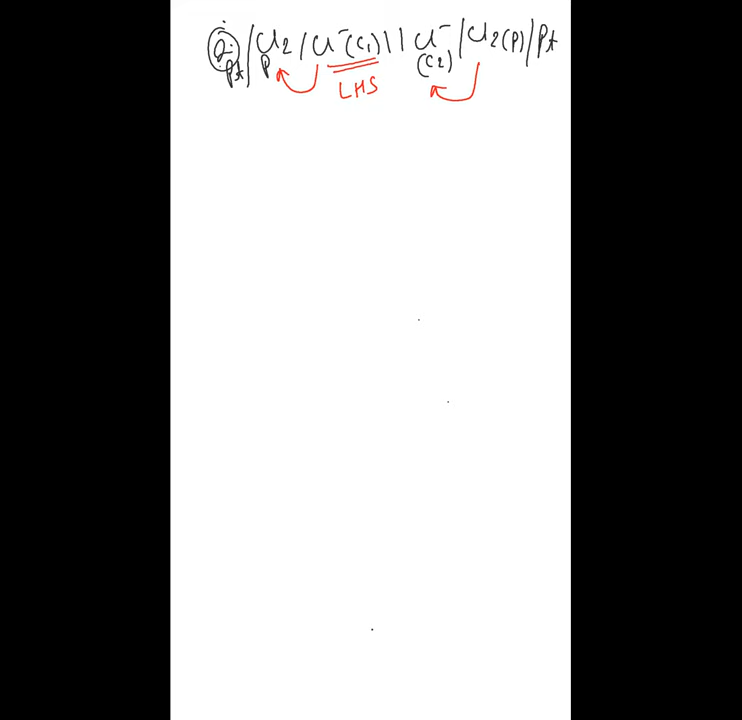 Q. / Cl2 / Cl⁻(C1) || Cl⁻ / Cl2(P) / Pt
Pt P (C2)
LHS